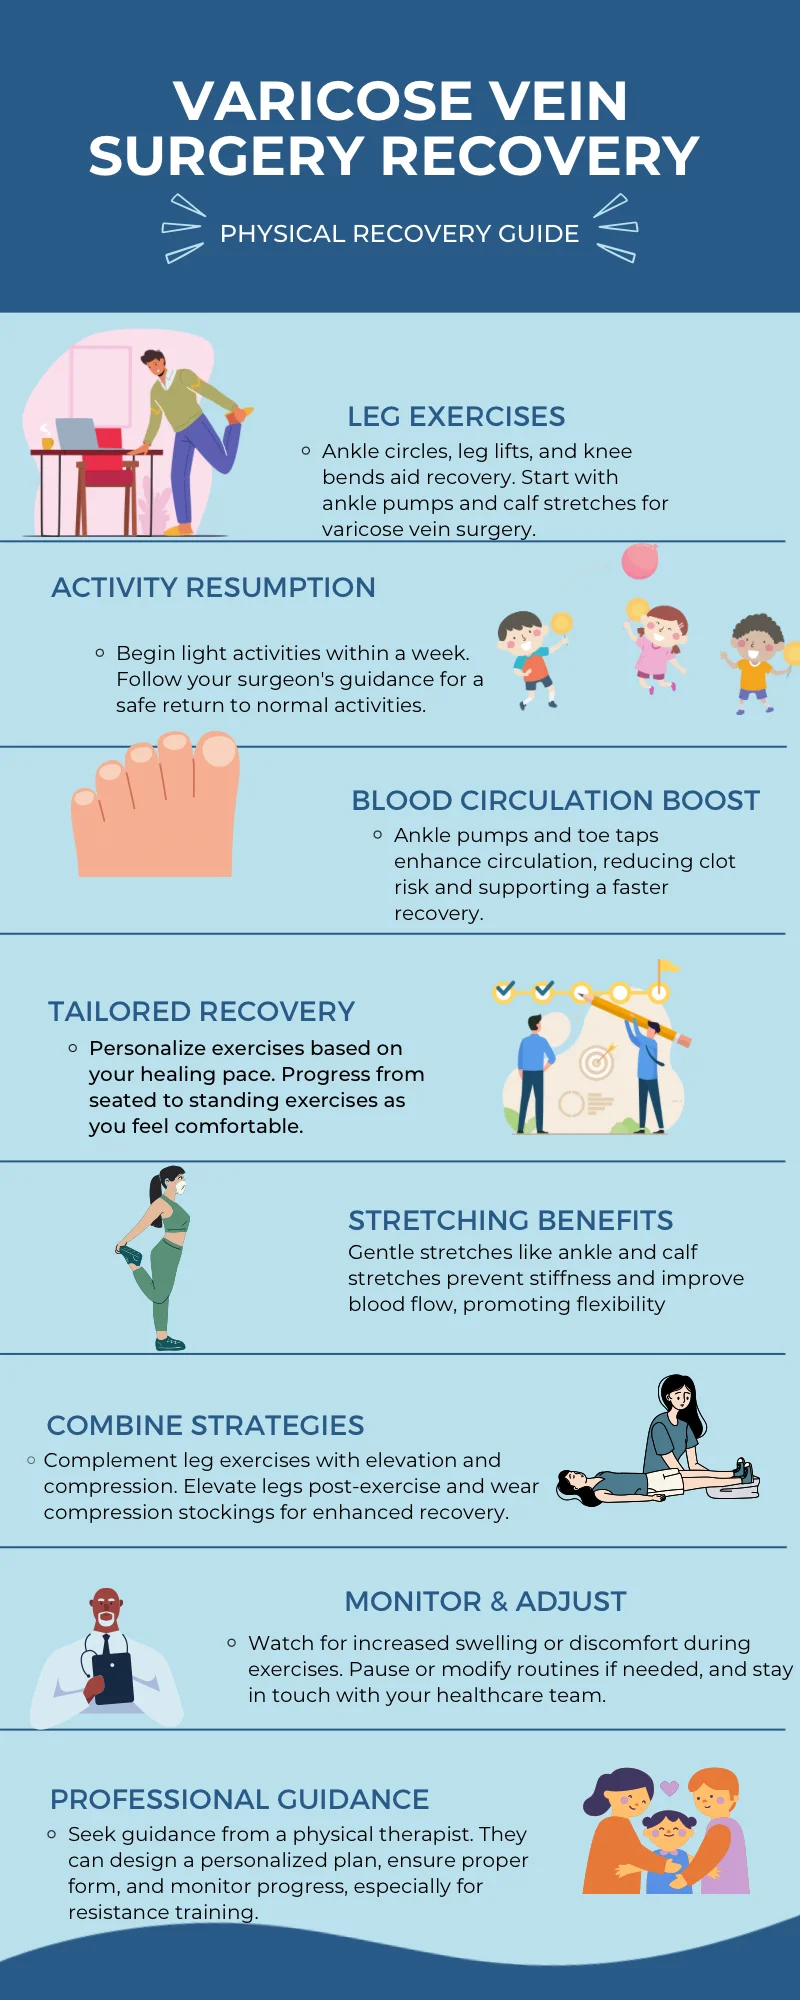 VARICOSE VEIN
SURGERY RECOVERY
PHYSICAL RECOVERY GUIDE
LEG EXERCISES
Ankle circles, leg lifts, and knee
bends aid recovery. Start with
ankle pumps and calf stretches for
varicose vein surgery.
ACTIVITY RESUMPTION
Begin light activities within a week.
Follow your surgeon's guidance for a
safe return to normal activities.
BLOOD CIRCULATION BOOST
Ankle pumps and toe taps
enhance circulation, reducing clot
risk and supporting a faster
recovery.
TAILORED RECOVERY
Personalize exercises based on
your healing pace. Progress from
seated to standing exercises as
you feel comfortable.
STRETCHING BENEFITS
Gentle stretches like ankle and calf
stretches prevent stiffness and improve
blood flow, promoting flexibility
COMBINE STRATEGIES
Complement leg exercises with elevation and
compression. Elevate legs post-exercise and wear
compression stockings for enhanced recovery.
MONITOR & ADJUST
Watch for increased swelling or discomfort during
exercises. Pause or modify routines if needed, and stay
in touch with your healthcare team.
PROFESSIONAL GUIDANCE
Seek guidance from a physical therapist. They
can design a personalized plan, ensure proper
form, and monitor progress, especially for
resistance training.